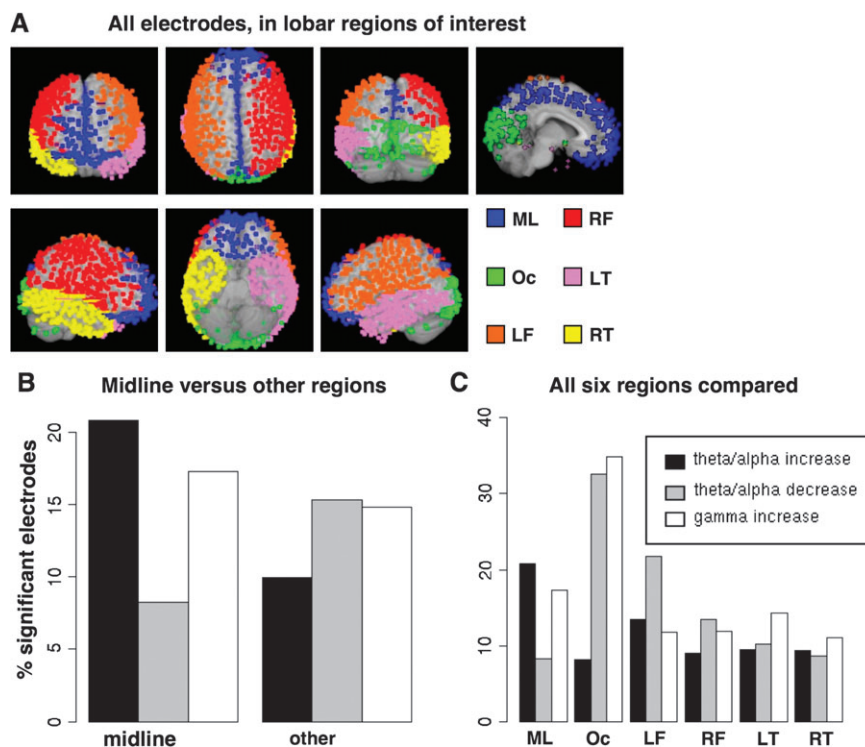 A
All electrodes, in lobar regions of interest
ML
RF
Oc
LT
LF
RT
B
Midline versus other regions
% significant electrodes
20
15
10
5
0
midline
other
C
All six regions compared
40
30
20
10
0
theta/alpha increase
theta/alpha decrease
gamma increase
ML
Oc
LF
RF
LT
RT